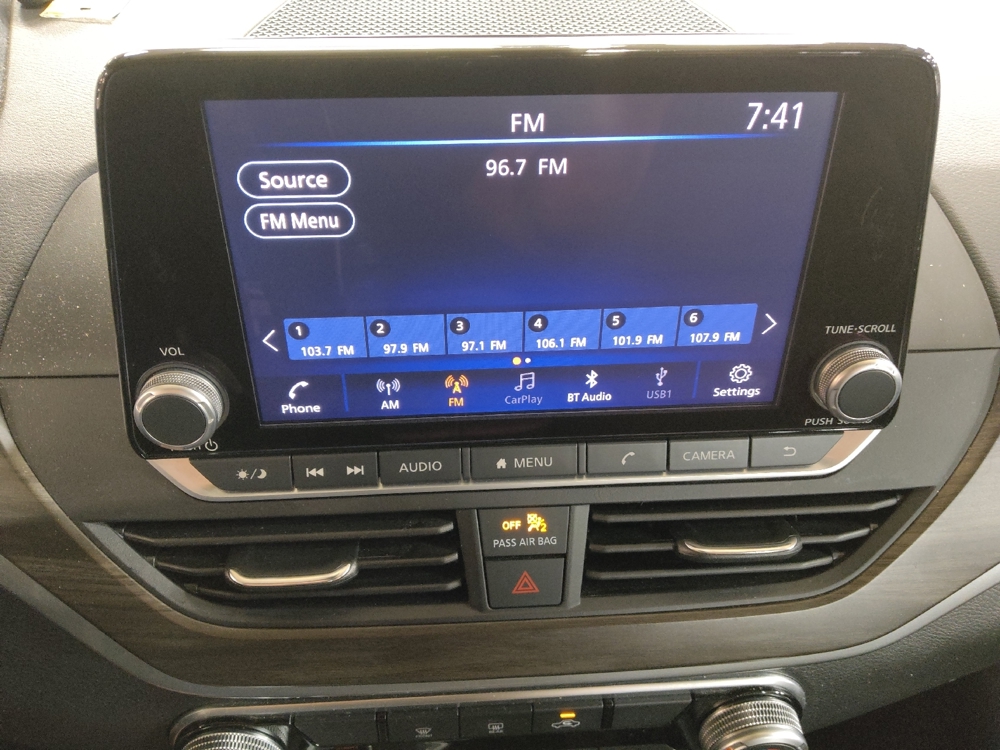 FM
7:41
96.7 FM
Source
FM Menu
1 2 3 4 5 6
103.7 FM 97.9 FM 97.1 FM 106.1 FM 101.9 FM 107.9 FM
Phone AM FM CarPlay BT Audio USB1 Settings
VOL
TUNE·SCROLL
AUDIO MENU CAMERA
OFF 2
PASS AIR BAG